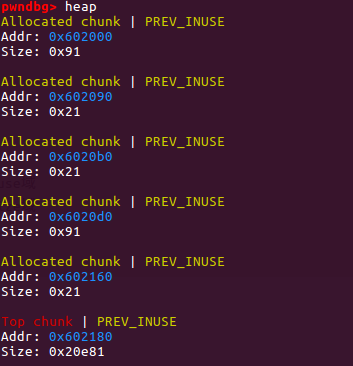 pwndbg> heap
Allocated chunk | PREV_INUSE
Addr: 0x602000
Size: 0x91
Allocated chunk | PREV_INUSE
Addr: 0x602090
Size: 0x21
Allocated chunk | PREV_INUSE
Addr: 0x6020b0
Size: 0x21
Allocated chunk | PREV_INUSE
Addr: 0x6020d0
Size: 0x91
Allocated chunk | PREV_INUSE
Addr: 0x602160
Size: 0x21
Top chunk | PREV_INUSE
Addr: 0x602180
Size: 0x20e81